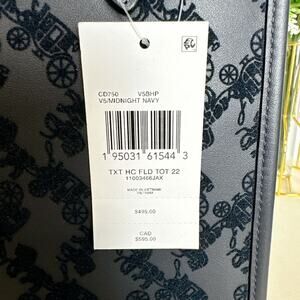 CD750 V5BHP
V5/MIDNIGHT NAVY
1 95031 61544 3
TXT HC FLD TOT 22
11003466JAX
MADE IN VIETNAM
$495.00
CAD
$595.00